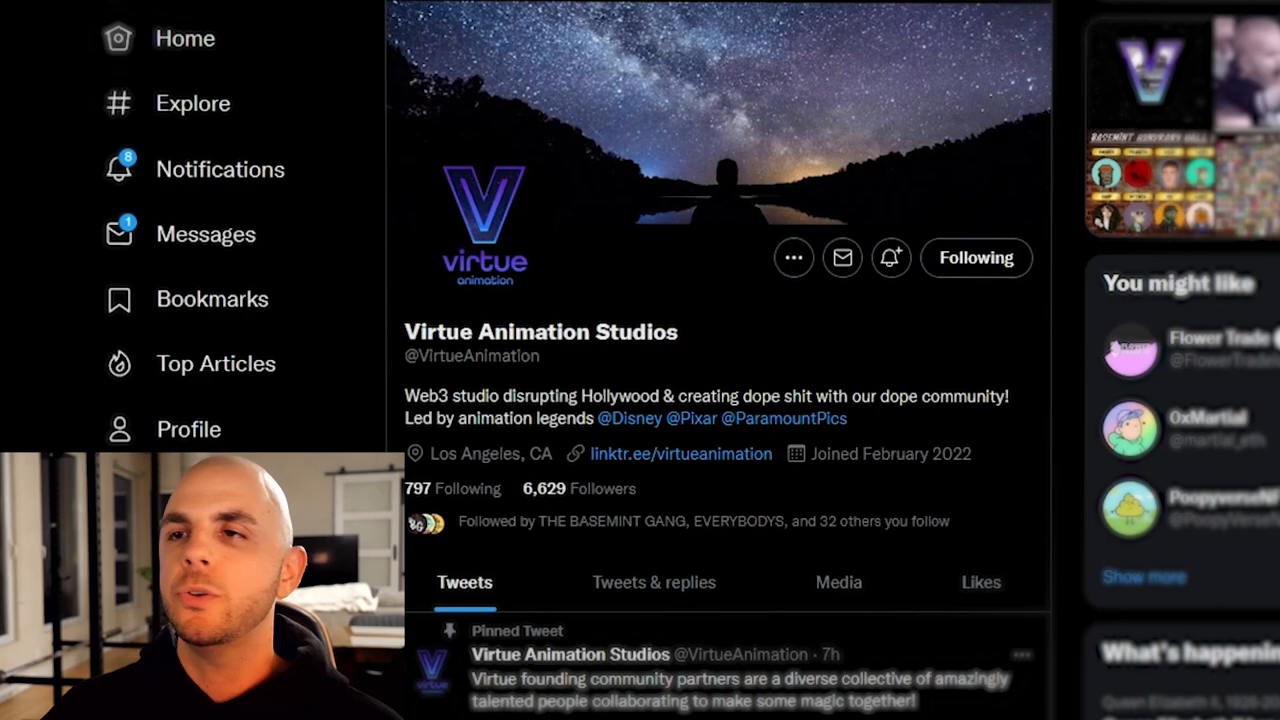 Home
Explore
8
Notifications
1
Messages
Bookmarks
Top Articles
Profile
V
virtue
animation
Following
Virtue Animation Studios
@VirtueAnimation
Web3 studio disrupting Hollywood & creating dope shit with our dope community!
Led by animation legends @Disney @Pixar @ParamountPics
Los Angeles, CA linktr.ee/virtueanimation Joined February 2022
797 Following 6,629 Followers
Followed by THE BASEMINT GANG, EVERYBODYS, and 32 others you follow
Tweets Tweets & replies Media Likes
Pinned Tweet
Virtue Animation Studios @VirtueAnimation · 7h
Virtue founding community partners are a diverse collective of amazingly
talented people collaborating to make some magic together!
V
You might like
Flower Trade
0xMartial
@martial_eth
Show more
What's